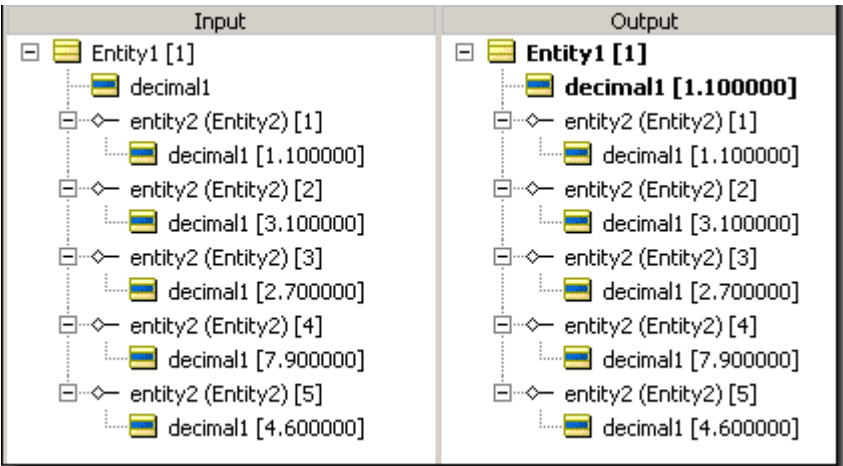 Input
Entity1 [1]
decimal1
entity2 (Entity2) [1]
decimal1 [1.100000]
entity2 (Entity2) [2]
decimal1 [3.100000]
entity2 (Entity2) [3]
decimal1 [2.700000]
entity2 (Entity2) [4]
decimal1 [7.900000]
entity2 (Entity2) [5]
decimal1 [4.600000]
Output
Entity1 [1]
decimal1 [1.100000]
entity2 (Entity2) [1]
decimal1 [1.100000]
entity2 (Entity2) [2]
decimal1 [3.100000]
entity2 (Entity2) [3]
decimal1 [2.700000]
entity2 (Entity2) [4]
decimal1 [7.900000]
entity2 (Entity2) [5]
decimal1 [4.600000]